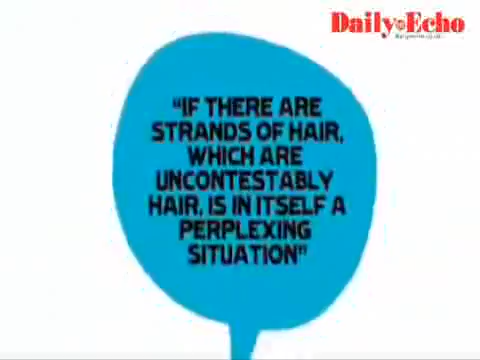 Daily Echo
"IF THERE ARE
STRANDS OF HAIR,
WHICH ARE
UNCONTESTABLY
HAIR, IS IN ITSELF A
PERPLEXING
SITUATION"